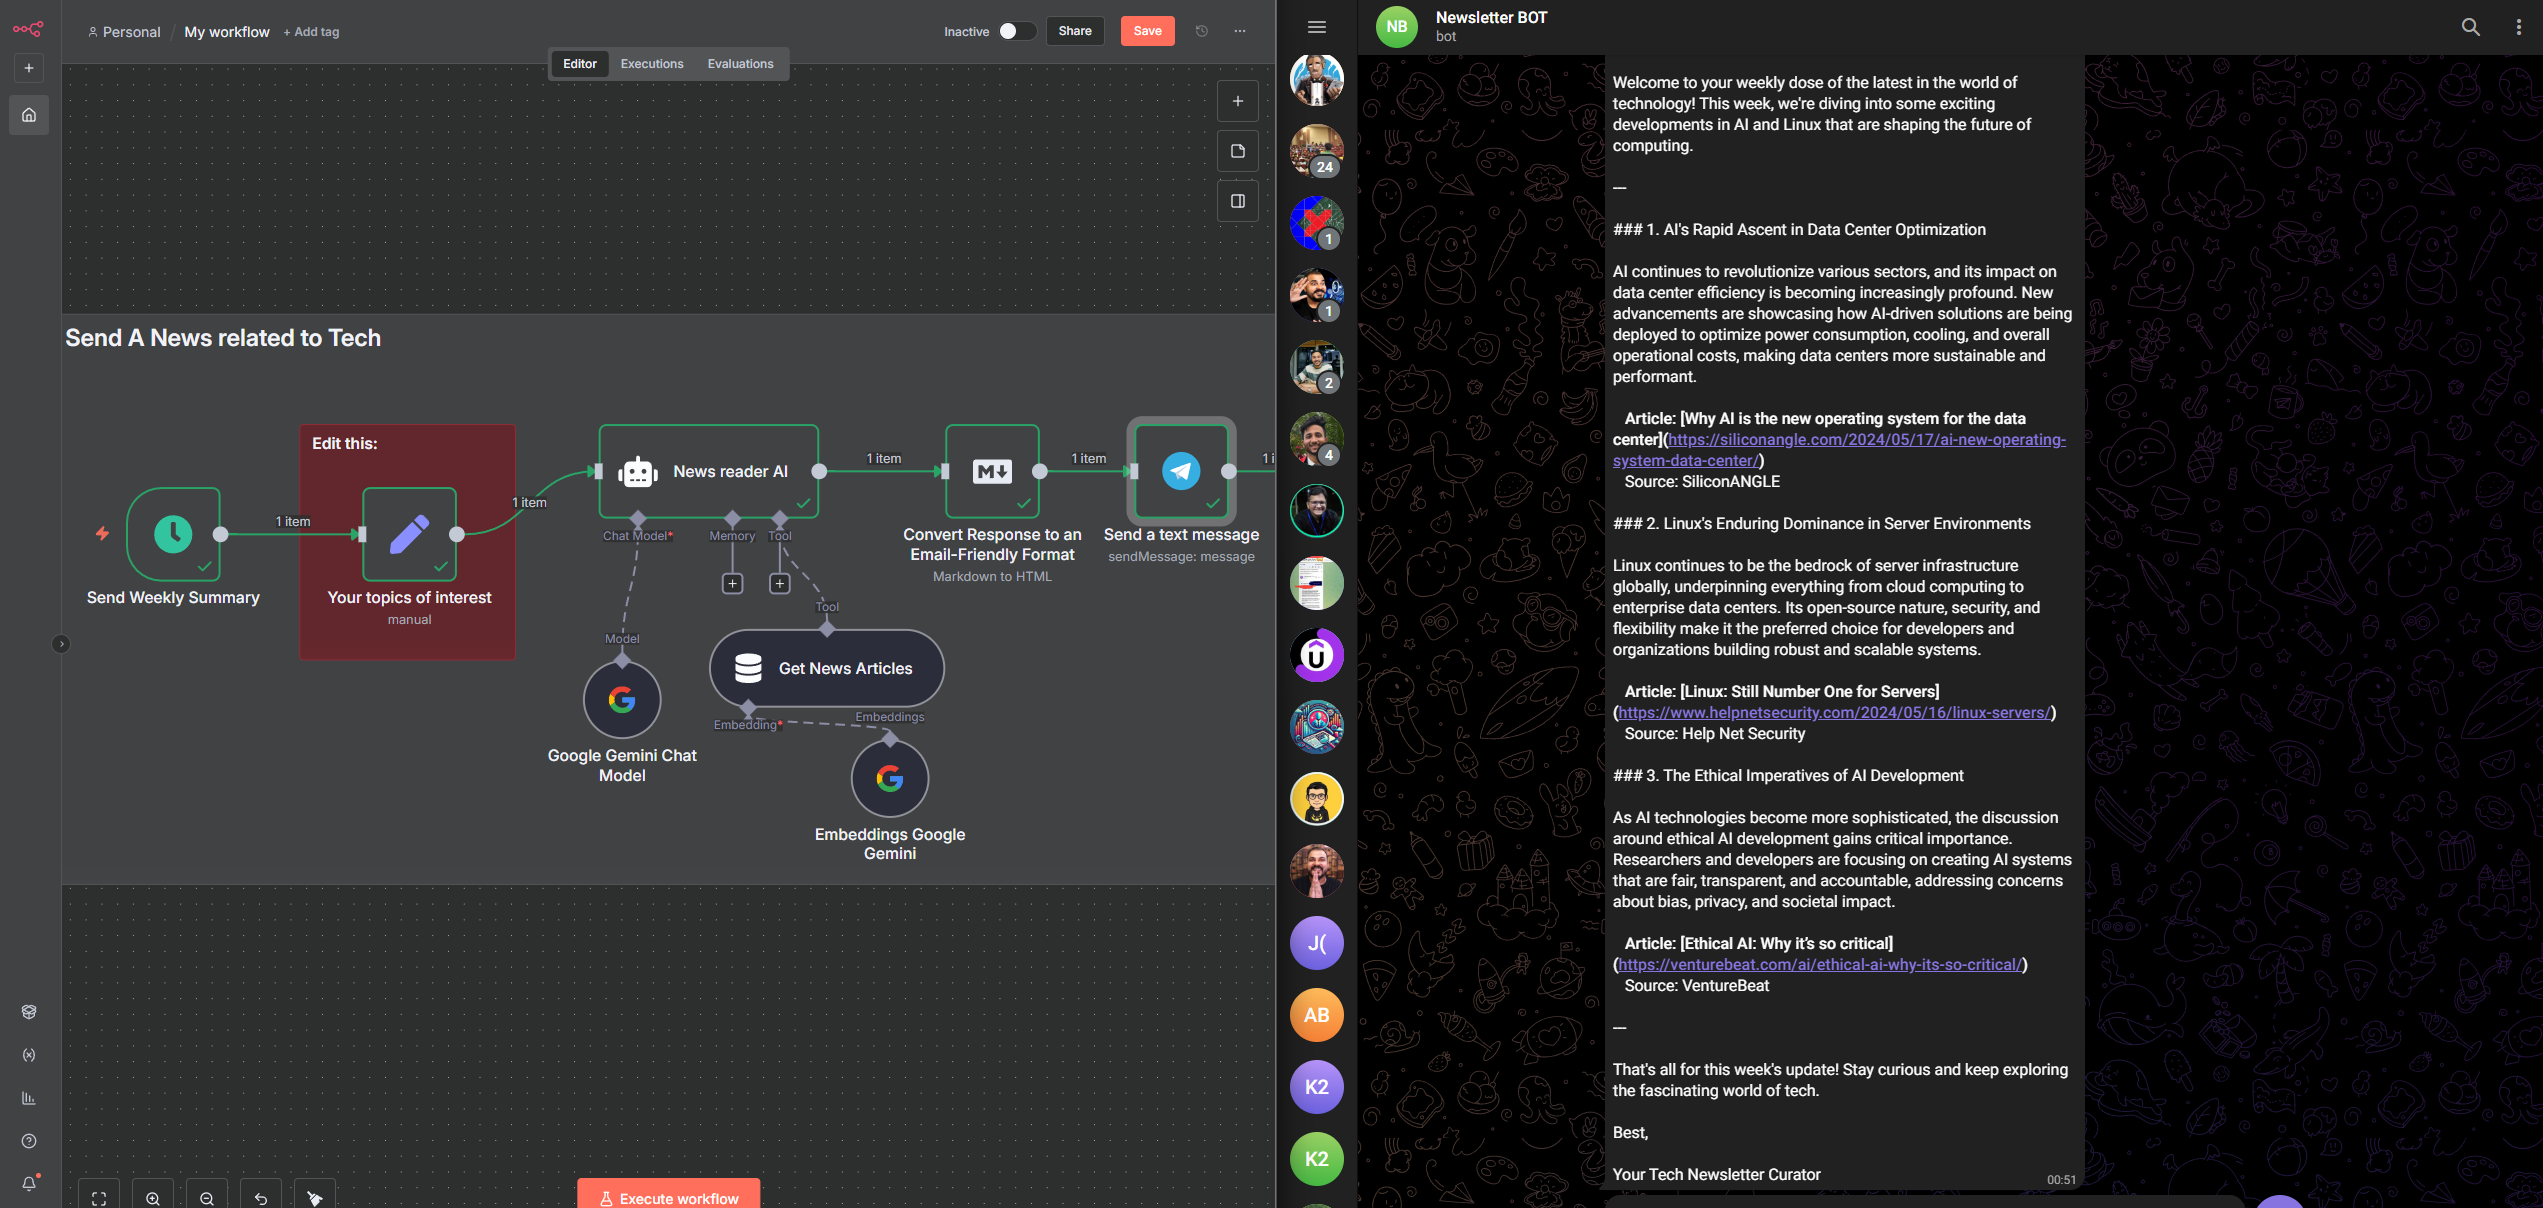 Personal / My workflow + Add tag
Inactive
Share
Save
Editor
Executions
Evaluations
Send A News related to Tech
Edit this:
Send Weekly Summary
1 item
Your topics of interest
manual
1 item
News reader AI
Chat Model*
Memory
Tool
1 item
Convert Response to an
Email-Friendly Format
Markdown to HTML
1 item
Send a text message
sendMessage: message
1 i
Model
Google Gemini Chat
Model
Tool
Get News Articles
Embedding*
Embeddings
Embeddings Google
Gemini
Execute workflow
24
1
1
2
4
J(
AB
K2
K2
NB
Newsletter BOT
bot
Welcome to your weekly dose of the latest in the world of
technology! This week, we're diving into some exciting
developments in AI and Linux that are shaping the future of
computing.
---
### 1. AI's Rapid Ascent in Data Center Optimization
AI continues to revolutionize various sectors, and its impact on
data center efficiency is becoming increasingly profound. New
advancements are showcasing how AI-driven solutions are being
deployed to optimize power consumption, cooling, and overall
operational costs, making data centers more sustainable and
performant.
Article: [Why AI is the new operating system for the data
center](https://siliconangle.com/2024/05/17/ai-new-operating-
system-data-center/)
Source: SiliconANGLE
### 2. Linux's Enduring Dominance in Server Environments
Linux continues to be the bedrock of server infrastructure
globally, underpinning everything from cloud computing to
enterprise data centers. Its open-source nature, security, and
flexibility make it the preferred choice for developers and
organizations building robust and scalable systems.
Article: [Linux: Still Number One for Servers]
(https://www.helpnetsecurity.com/2024/05/16/linux-servers/)
Source: Help Net Security
### 3. The Ethical Imperatives of AI Development
As AI technologies become more sophisticated, the discussion
around ethical AI development gains critical importance.
Researchers and developers are focusing on creating AI systems
that are fair, transparent, and accountable, addressing concerns
about bias, privacy, and societal impact.
Article: [Ethical AI: Why it's so critical]
(https://venturebeat.com/ai/ethical-ai-why-its-so-critical/)
Source: VentureBeat
---
That's all for this week's update! Stay curious and keep exploring
the fascinating world of tech.
Best,
Your Tech Newsletter Curator
00:51